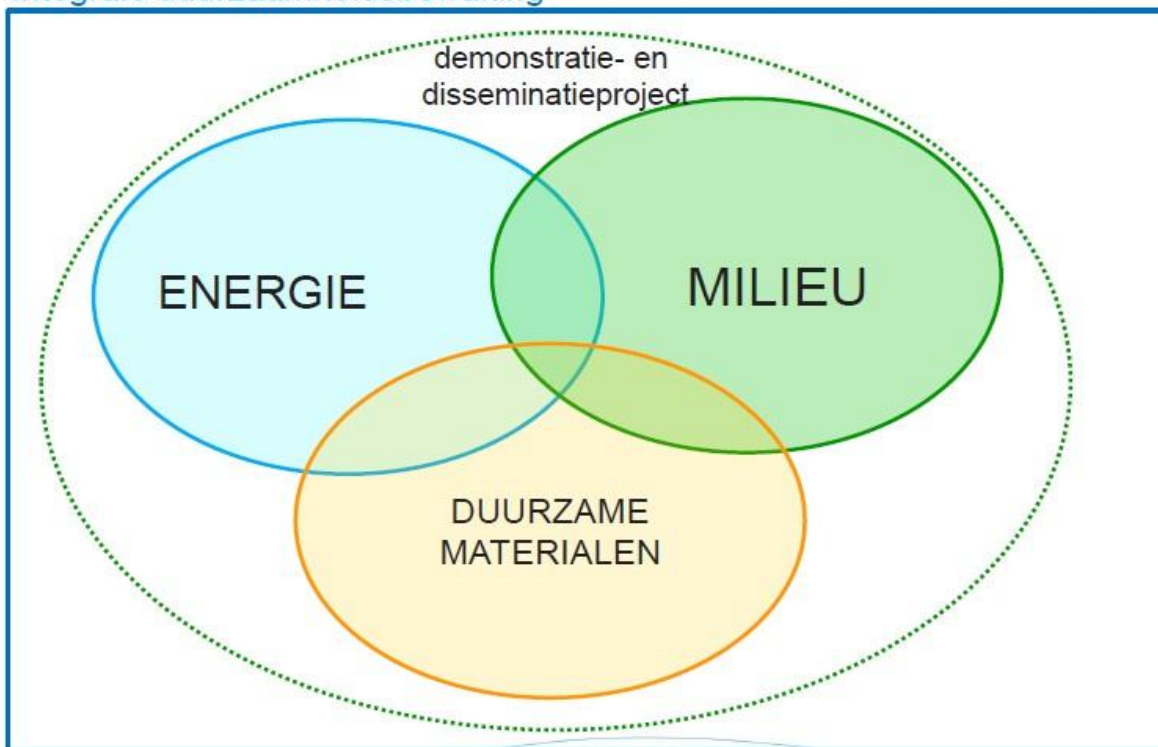 demonstratie- en
disseminatieproject
ENERGIE
MILIEU
DUURZAME
MATERIALEN